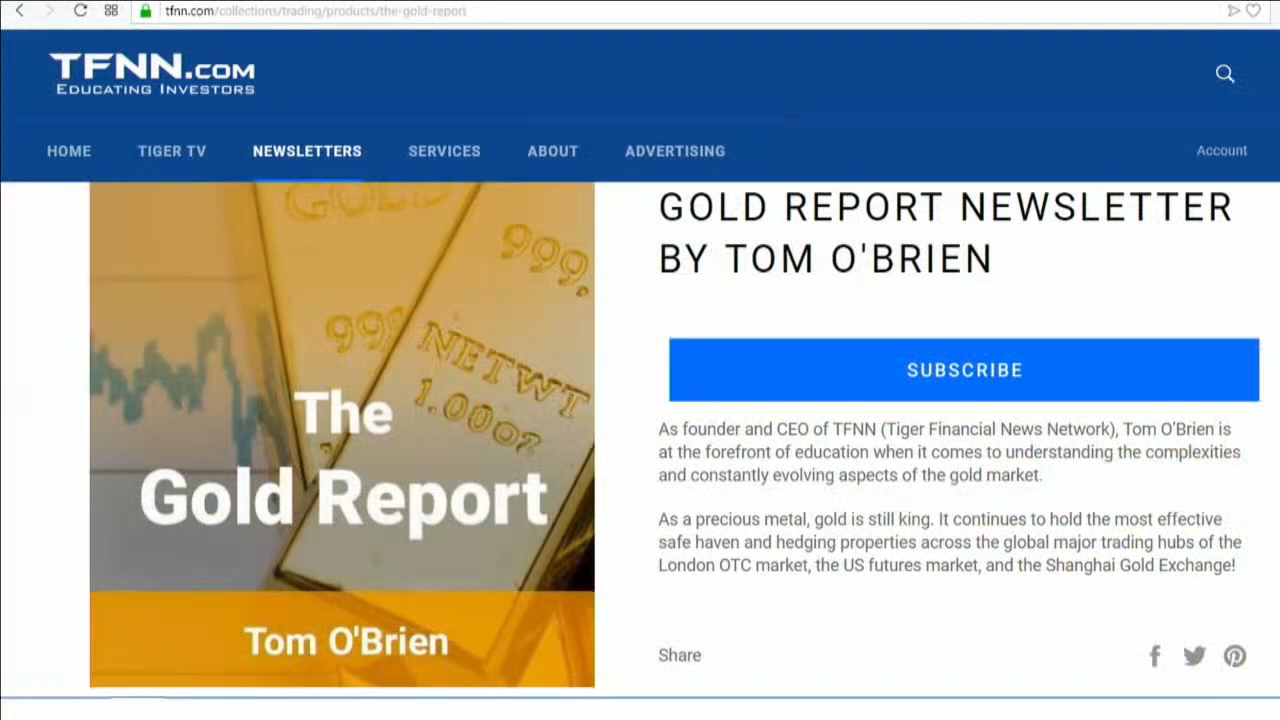 tfnn.com/collections/trading/products/the-gold-report
TFNN.COM
EDUCATING INVESTORS
HOME TIGER TV NEWSLETTERS SERVICES ABOUT ADVERTISING Account
GOLD
999.
999
NETWT
1.00OZ
The
Gold Report
Tom O'Brien
GOLD REPORT NEWSLETTER
BY TOM O'BRIEN
SUBSCRIBE
As founder and CEO of TFNN (Tiger Financial News Network), Tom O’Brien is
at the forefront of education when it comes to understanding the complexities
and constantly evolving aspects of the gold market.
As a precious metal, gold is still king. It continues to hold the most effective
safe haven and hedging properties across the global major trading hubs of the
London OTC market, the US futures market, and the Shanghai Gold Exchange!
Share